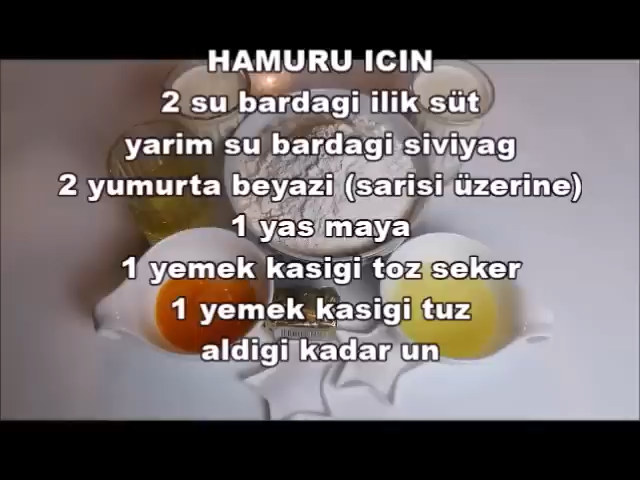 HAMURU ICIN
2 su bardagi ilik süt
yarim su bardagi siviyag
2 yumurta beyazi (sarisi üzerine)
1 yas maya
1 yemek kasigi toz seker
1 yemek kasigi tuz
aldigi kadar un